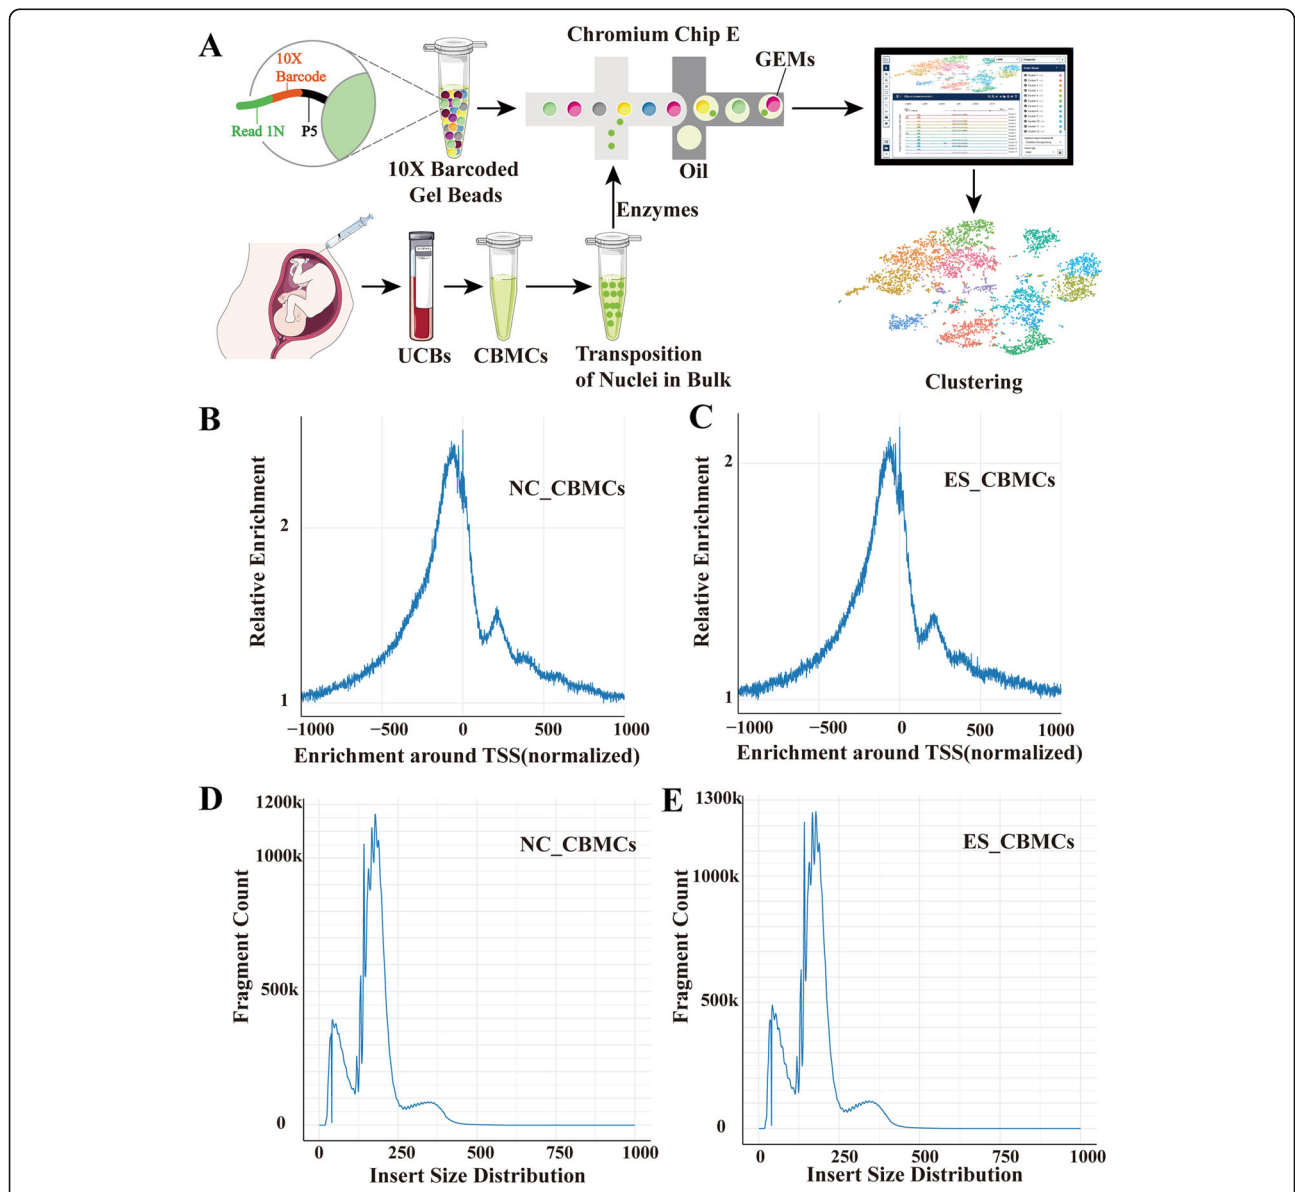 A
Chromium Chip E
GEMs
10X
Barcode
Read 1N
P5
10X Barcoded
Gel Beads
Oil
Enzymes
UCBs
CBMCs
Transposition
of Nuclei in Bulk
Clustering
B
NC_CBMCs
Relative Enrichment
2
1
−1000
−500
0
500
1000
Enrichment around TSS(normalized)
C
ES_CBMCs
Relative Enrichment
2
1
−1000
−500
0
500
1000
Enrichment around TSS(normalized)
D
NC_CBMCs
Fragment Count
1200k
1000k
500k
0
0
250
500
750
1000
Insert Size Distribution
E
ES_CBMCs
Fragment Count
1300k
1000k
500k
0
0
250
500
750
1000
Insert Size Distribution